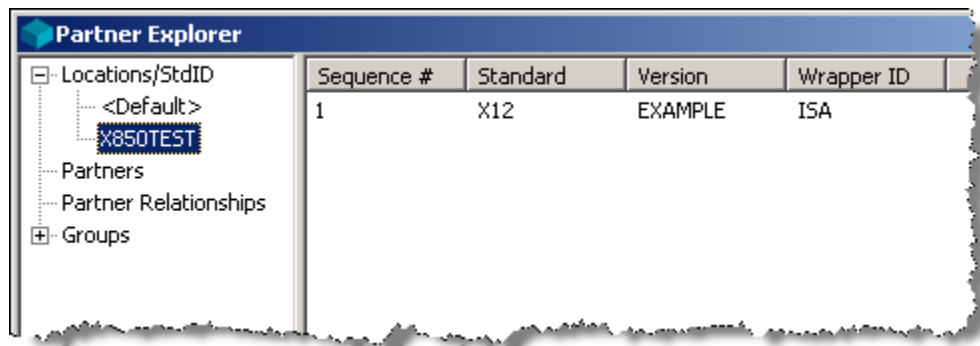 Partner Explorer
Locations/StdID
<Default>
X850TEST
Partners
Partner Relationships
Groups
Sequence # Standard Version Wrapper ID
1 X12 EXAMPLE ISA